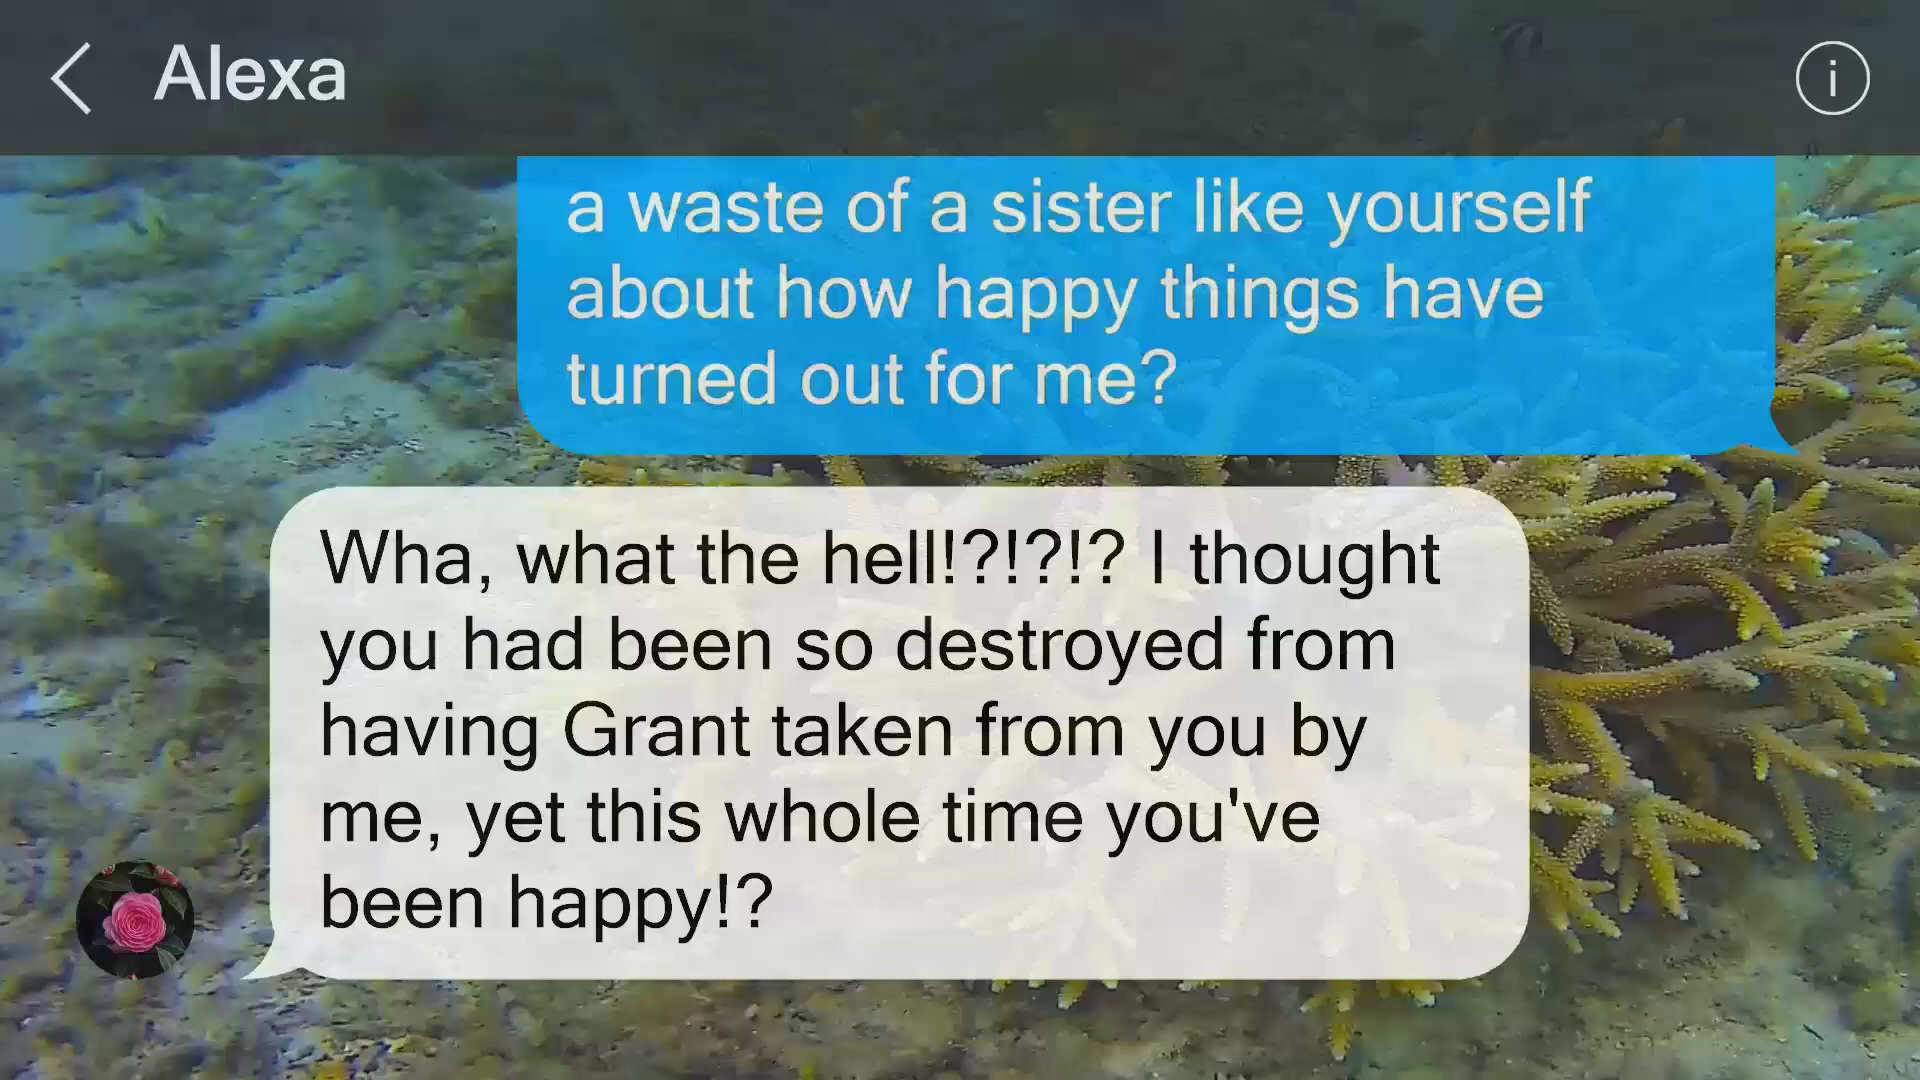 Alexa
a waste of a sister like yourself
about how happy things have
turned out for me?
Wha, what the hell!?!?!? I thought
you had been so destroyed from
having Grant taken from you by
me, yet this whole time you've
been happy!?